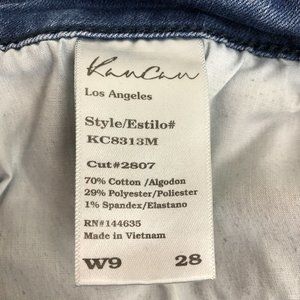 KanCan
Los Angeles
Style/Estilo#
KC8313M
Cut#2807
70% Cotton /Algodon
29% Polyester/Poliester
1% Spandex/Elastano
RN#144635
Made in Vietnam
W9 28